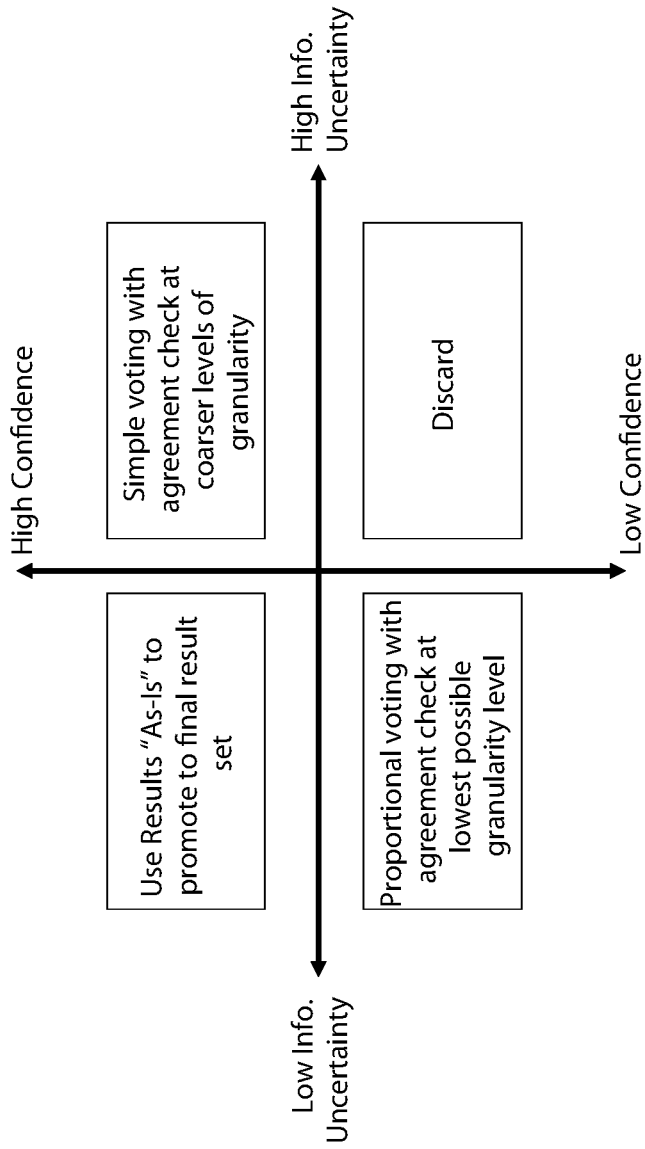 High Confidence
Use Results “As-Is” to
promote to final result
set
Simple voting with
agreement check at
coarser levels of
granularity
Low Info.
Uncertainty
High Info.
Uncertainty
Proportional voting with
agreement check at
lowest possible
granularity level
Discard
Low Confidence